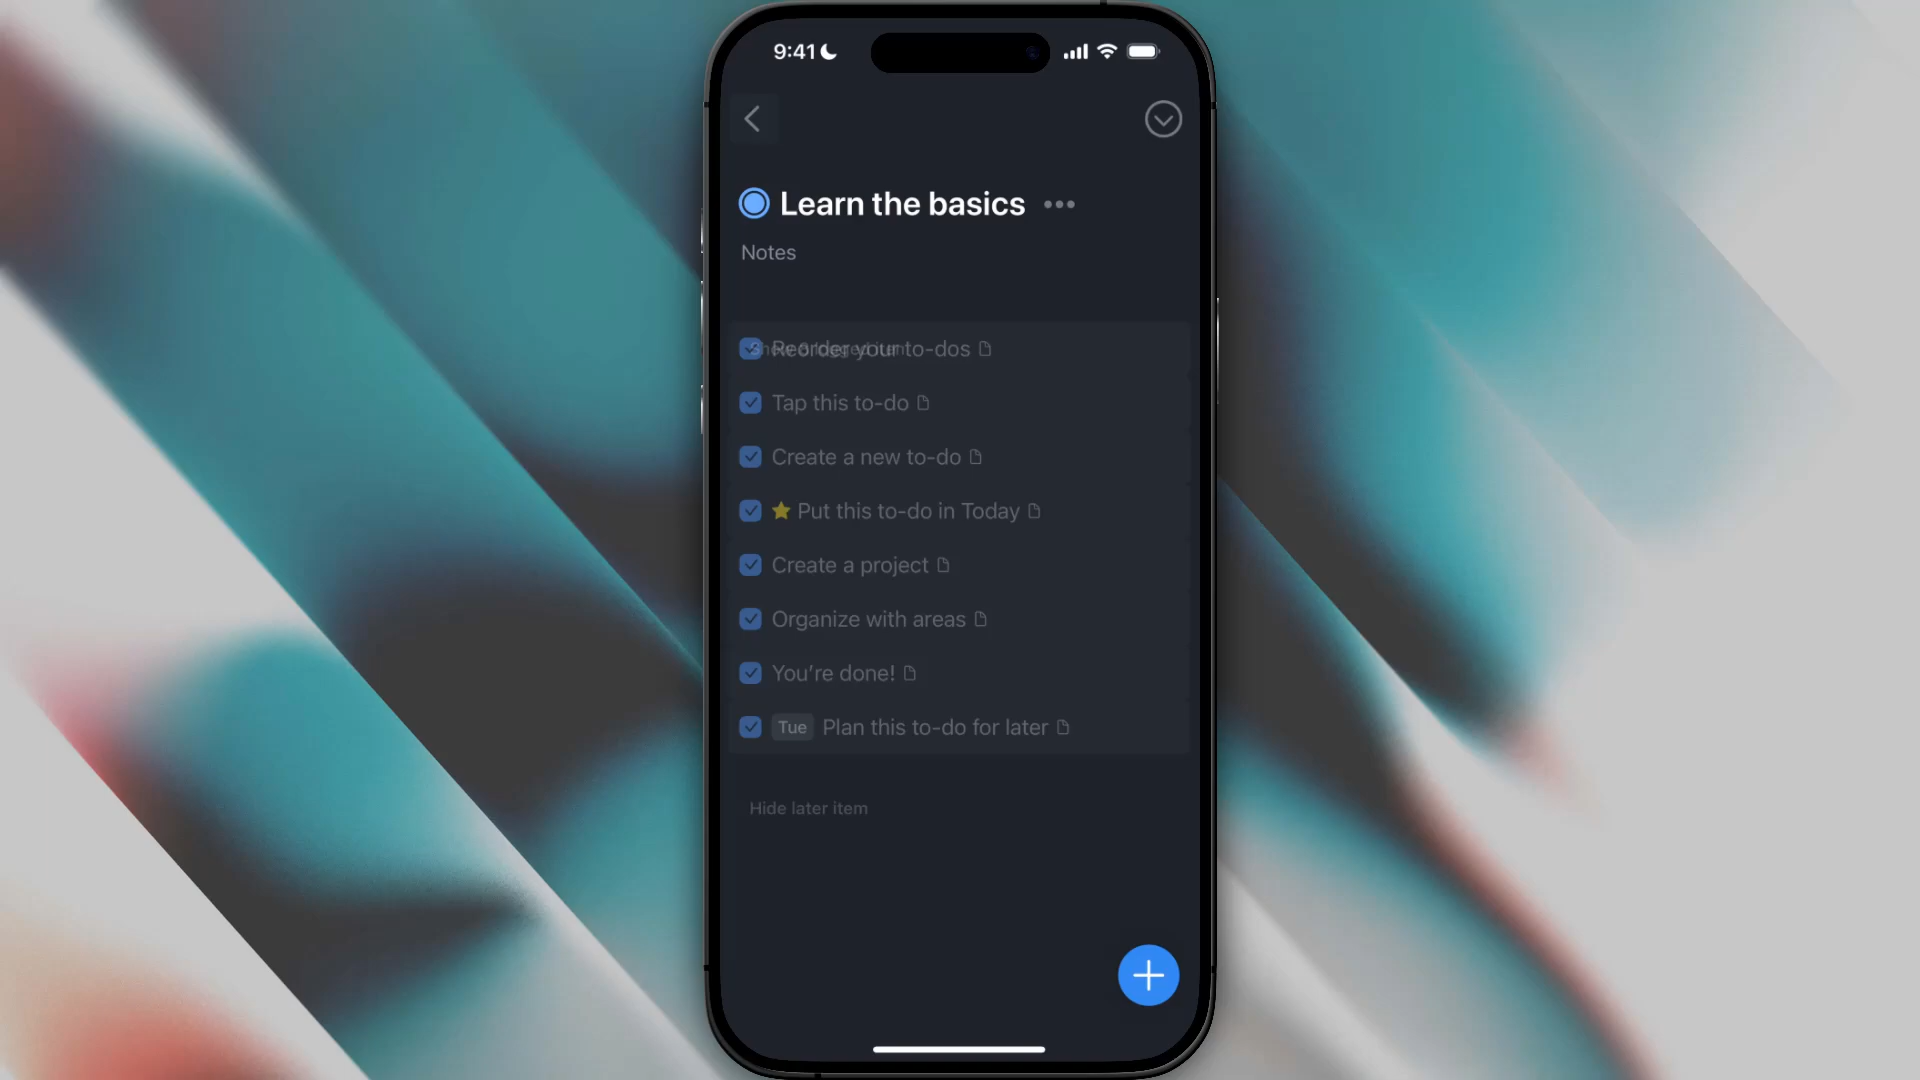 9:41
Learn the basics
Notes
Reorder your to-dos
Tap this to-do
Create a new to-do
Put this to-do in Today
Create a project
Organize with areas
You're done!
Tue Plan this to-do for later
Hide later item